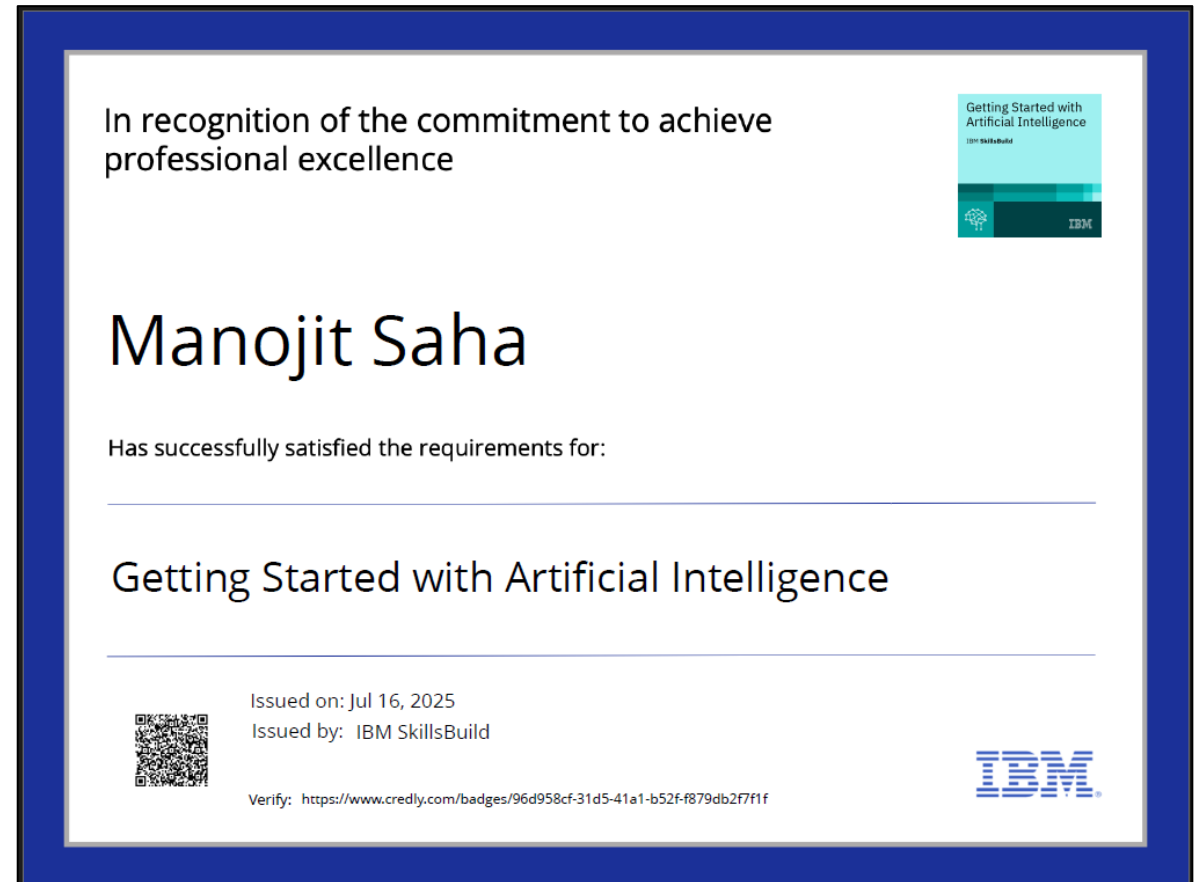 In recognition of the commitment to achieve
professional excellence
Getting Started with
Artificial Intelligence
IBM SkillsBuild
IBM
Manojit Saha
Has successfully satisfied the requirements for:
Getting Started with Artificial Intelligence
Issued on: Jul 16, 2025
Issued by: IBM SkillsBuild
Verify: https://www.credly.com/badges/96d958cf-31d5-41a1-b52f-f879db2f7f1f
IBM®